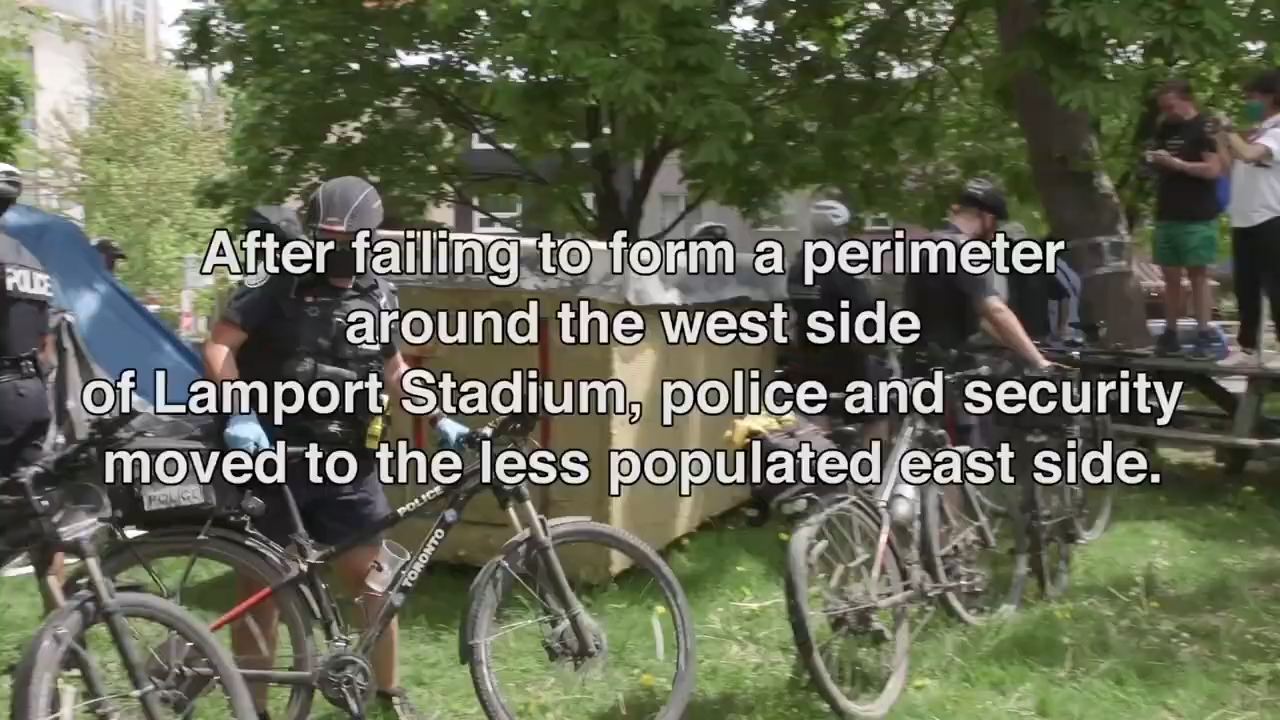 After failing to form a perimeter
around the west side
of Lamport Stadium, police and security
moved to the less populated east side.
POLICE
POLICE
POLICE
TORONTO